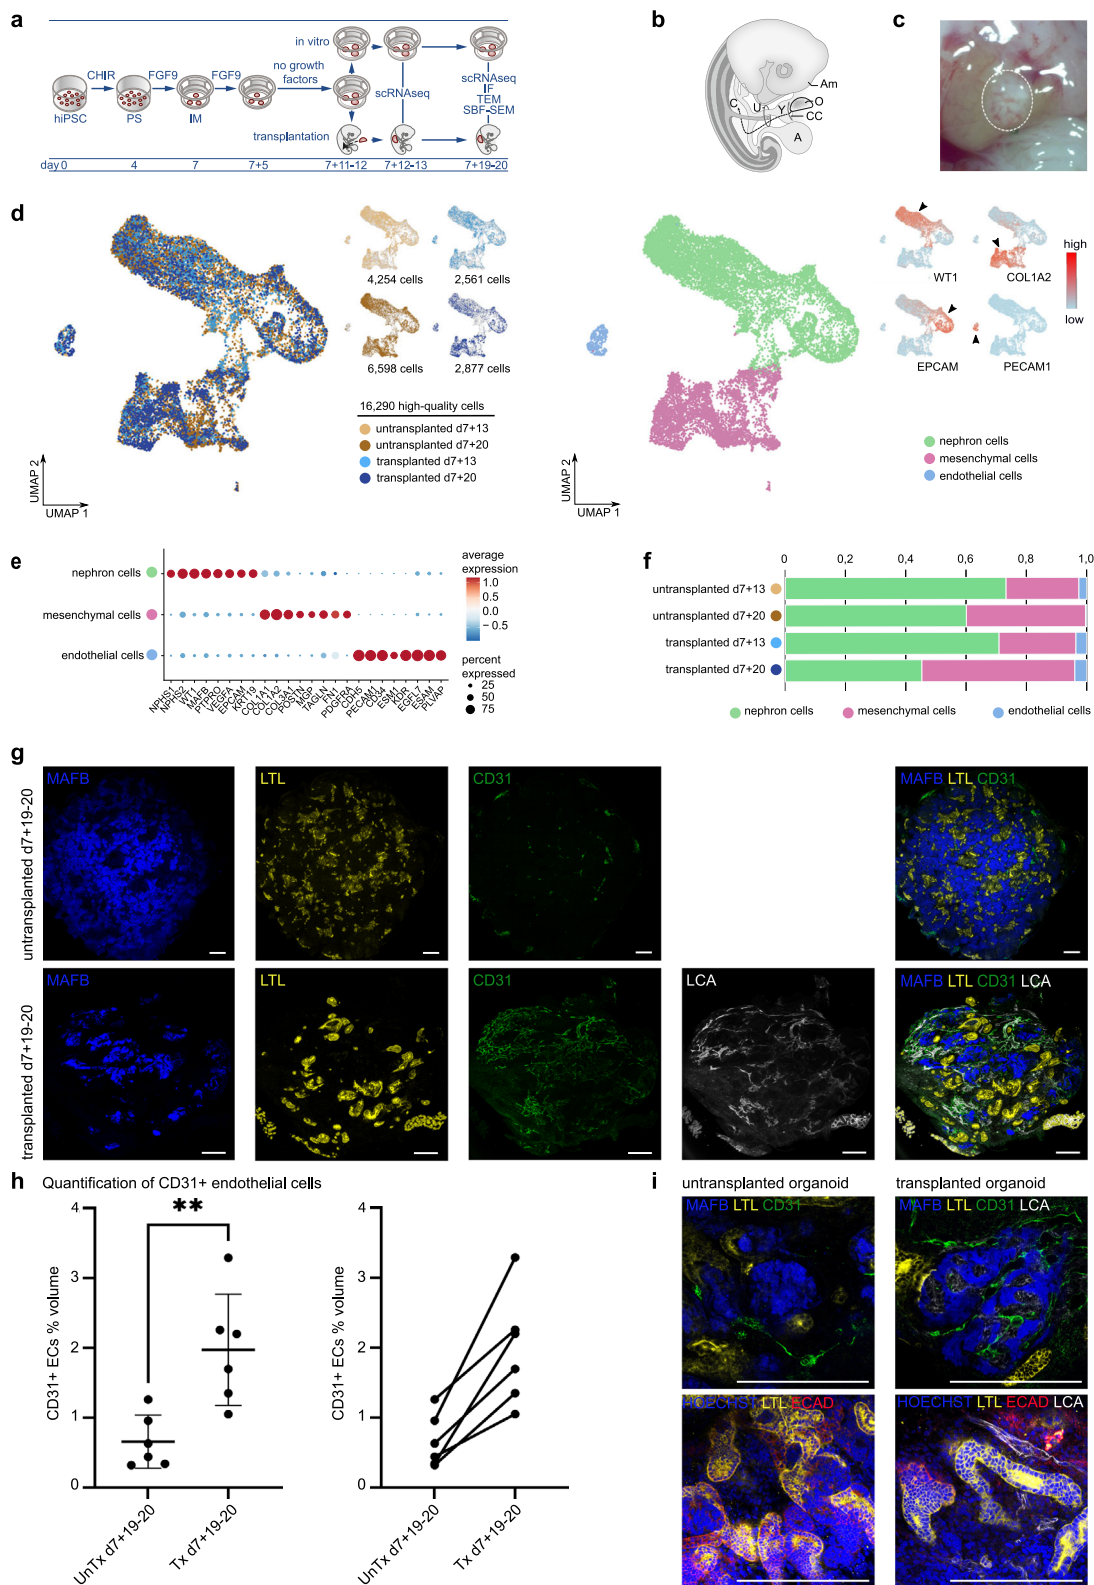 a
in vitro
CHIR
FGF9
FGF9
no growth
factors
scRNAseq
scRNAseq
IF
TEM
SBF-SEM
hiPSC
PS
IM
transplantation
day 0
4
7
7+5
7+11-12
7+12-13
7+19-20
b
Am
C
U
Y
O
CC
A
c
d
4,254 cells
2,561 cells
6,598 cells
2,877 cells
16,290 high-quality cells
untransplanted d7+13
untransplanted d7+20
transplanted d7+13
transplanted d7+20
UMAP 2
UMAP 1
WT1
COL1A2
EPCAM
PECAM1
high
low
nephron cells
mesenchymal cells
endothelial cells
UMAP 2
UMAP 1
e
nephron cells
mesenchymal cells
endothelial cells
NPHS1
NPHS2
WT1
MAFB
PTPRO
VEGFA
EPCAM
KRT19
COL1A1
COL1A2
COL3A1
POSTN
MGP
TAGLN
FN1
PDGFRA
CDH5
PECAM1
CD34
ESM1
KDR
EGFL7
ESAM
PLVAP
average
expression
1.0
0.5
0.0
−0.5
percent
expressed
25
50
75
f
0
0,2
0,4
0,6
0,8
1,0
untransplanted d7+13
untransplanted d7+20
transplanted d7+13
transplanted d7+20
nephron cells
mesenchymal cells
endothelial cells
g
untransplanted d7+19-20
MAFB
LTL
CD31
MAFB LTL CD31
transplanted d7+19-20
MAFB
LTL
CD31
LCA
MAFB LTL CD31 LCA
h
Quantification of CD31+ endothelial cells
CD31+ ECs % volume
4
3
2
1
0
**
UnTx d7+19-20
Tx d7+19-20
CD31+ ECs % volume
4
3
2
1
0
UnTx d7+19-20
Tx d7+19-20
i
untransplanted organoid
transplanted organoid
MAFB LTL CD31
MAFB LTL CD31 LCA
HOECHST LTL ECAD
HOECHST LTL ECAD LCA